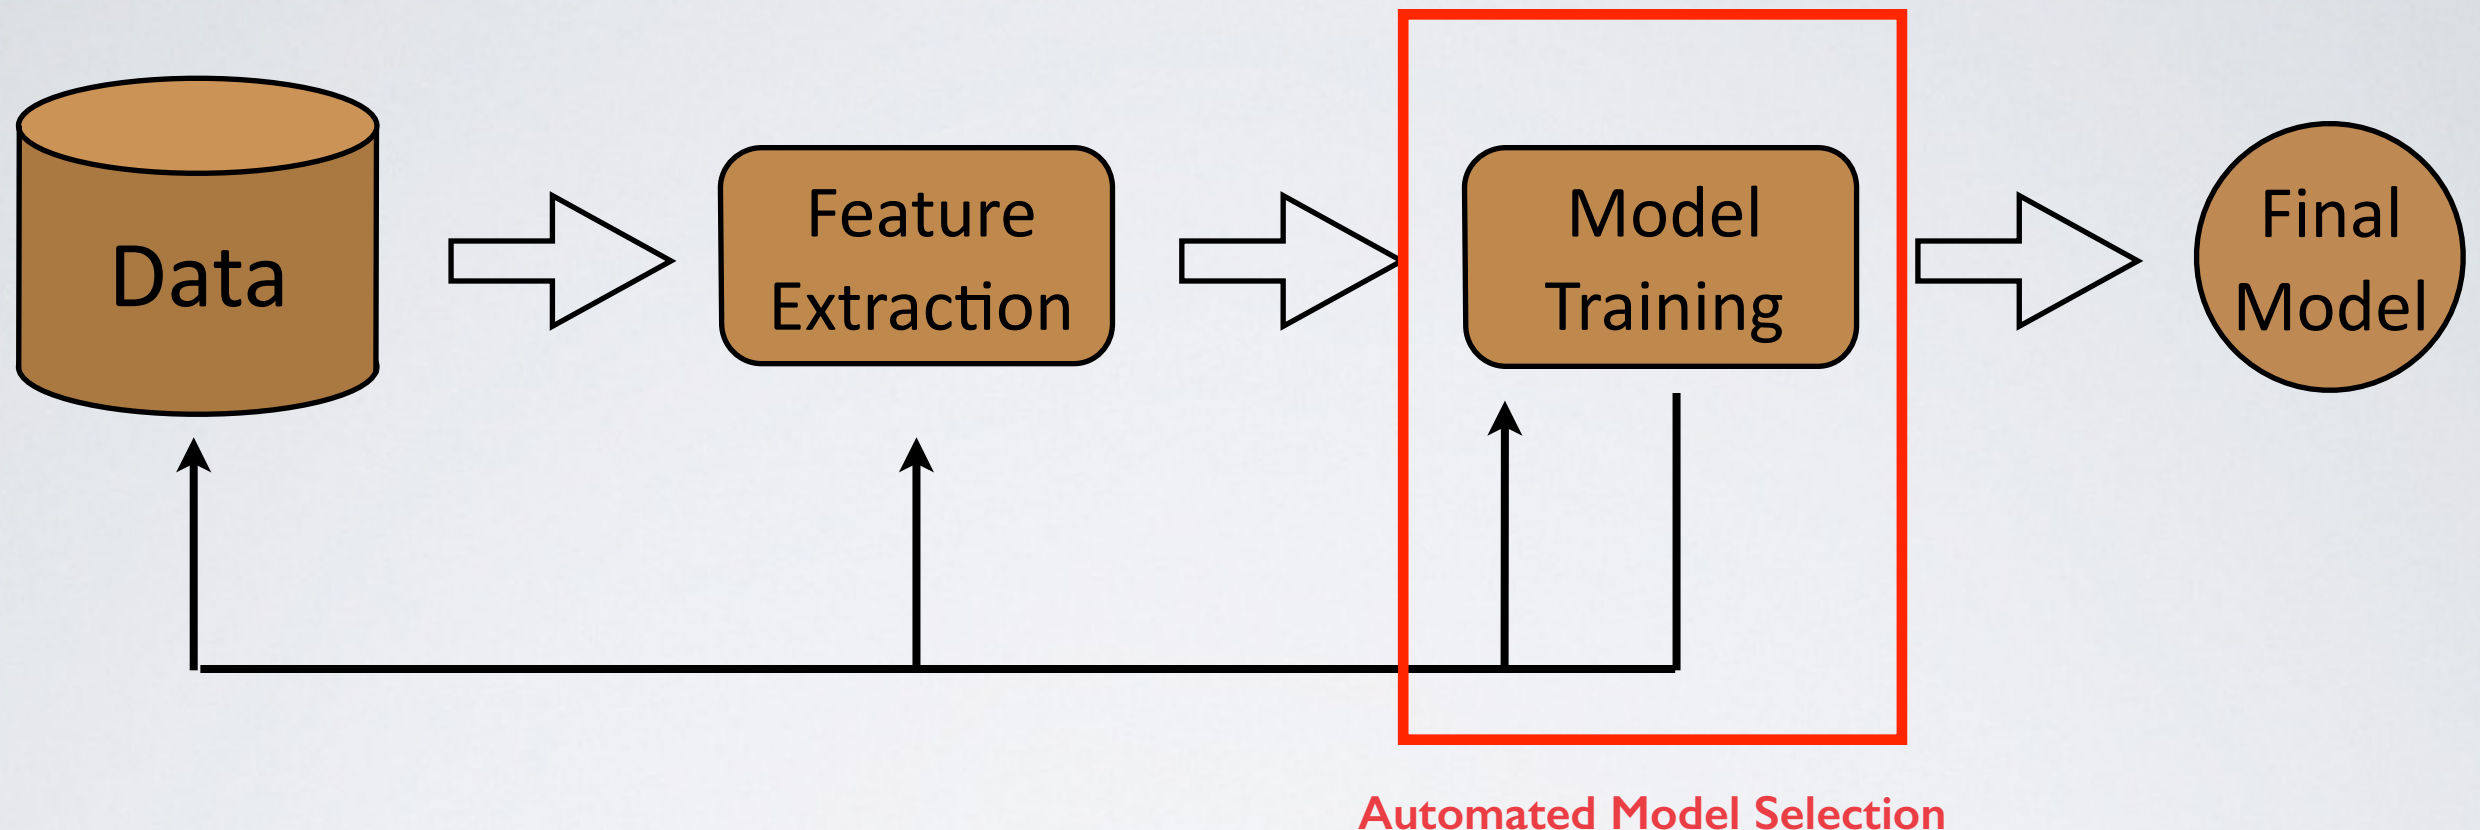 Data
Feature
Extraction
Model
Training
Final
Model
Automated Model Selection